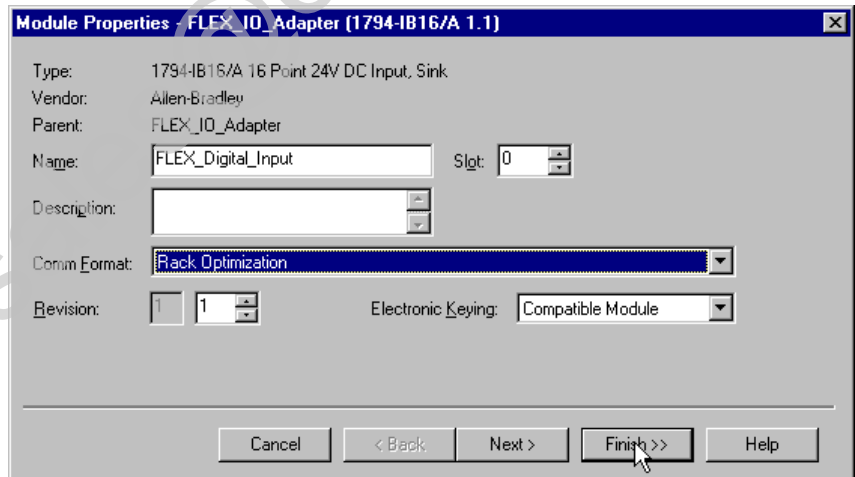 Module Properties - FLEX_IO_Adapter (1794-IB16/A 1.1)
Type: 1794-IB16/A 16 Point 24V DC Input, Sink
Vendor: Allen-Bradley
Parent: FLEX_IO_Adapter
Name: FLEX_Digital_Input Slot: 0
Description:
Comm Format: Rack Optimization
Revision: 1 1 Electronic Keying: Compatible Module
Cancel < Back Next > Finish >> Help